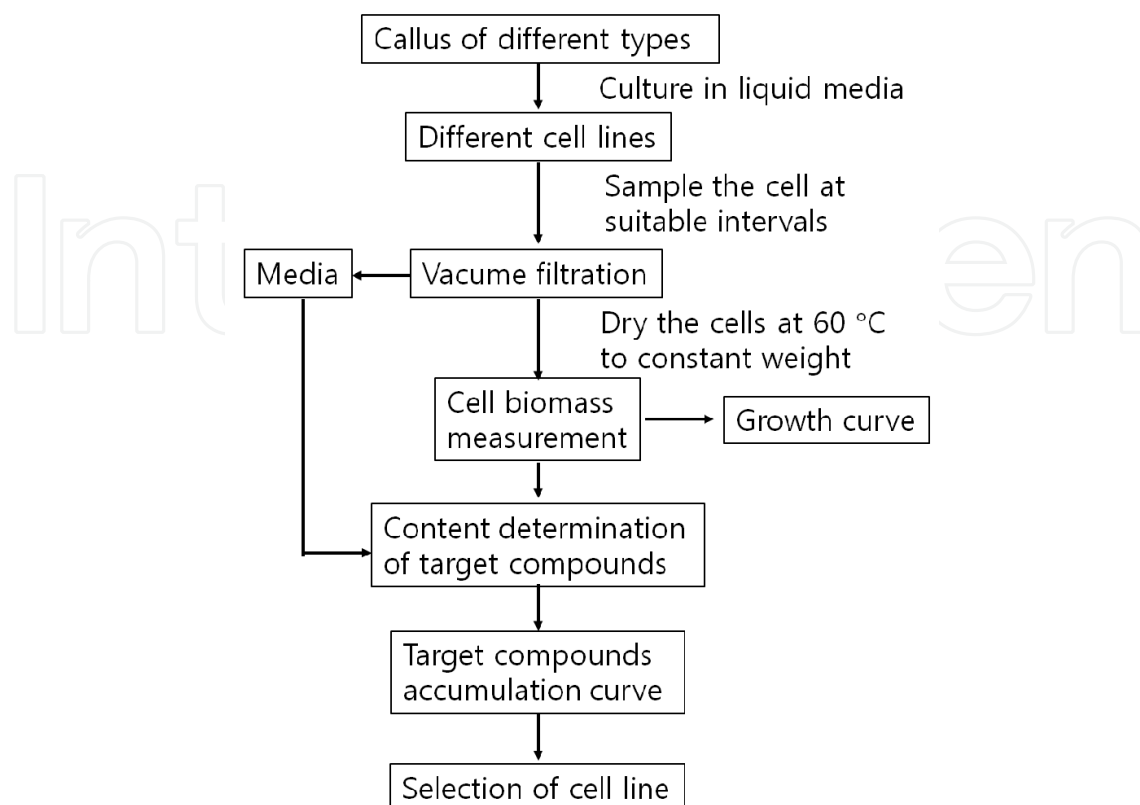 Callus of different types
Culture in liquid media
Different cell lines
Sample the cell at
suitable intervals
Media
Vacume filtration
Dry the cells at 60 °C
to constant weight
Cell biomass
measurement
Growth curve
Content determination
of target compounds
Target compounds
accumulation curve
Selection of cell line